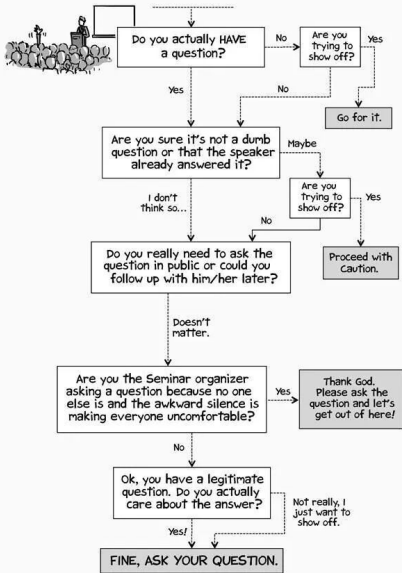 Do you actually HAVE
a question?
No
Are you
trying to
show off?
Yes
Yes
No
Go for it.
Are you sure it's not a dumb
question or that the speaker
already answered it?
Maybe
Are you
trying to
show off?
Yes
I don't
think so...
No
Proceed with
Caution.
Do you really need to ask the
question in public or could you
follow up with him/her later?
Doesn't
matter.
Are you the Seminar organizer
asking a question because no one
else is and the awkward silence is
making everyone uncomfortable?
Yes
Thank God.
Please ask the
question and let's
get out of here!
No
Ok, you have a legitimate
question. Do you actually
care about the answer?
Not really, I
just want to
show off.
Yes!
FINE, ASK YOUR QUESTION.